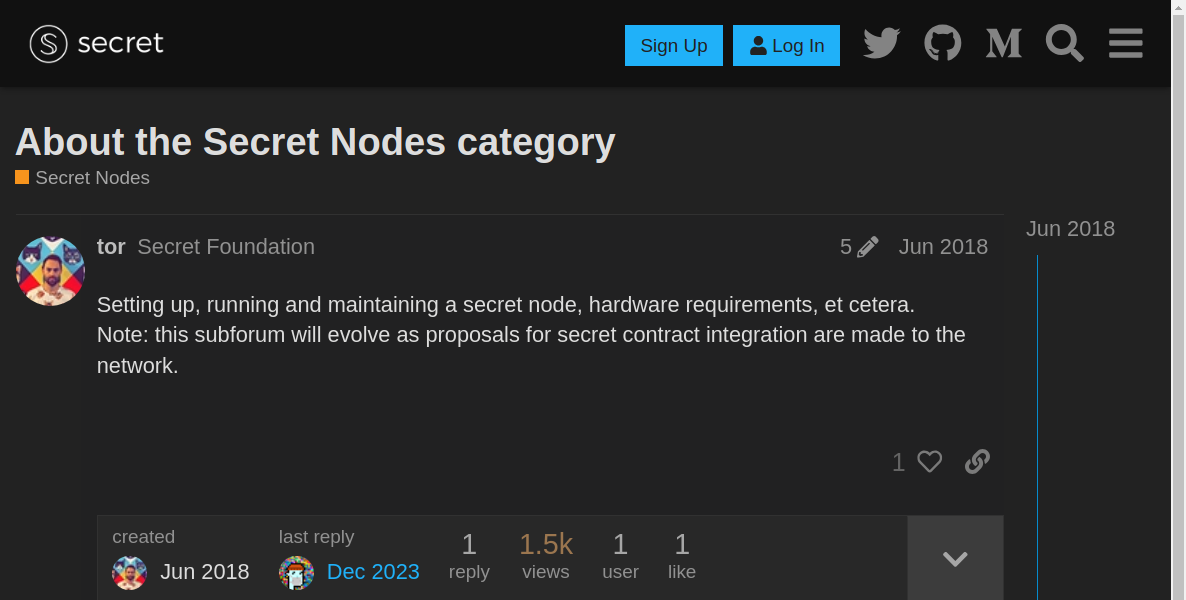 secret
Sign Up
Log In
About the Secret Nodes category
Secret Nodes
tor Secret Foundation 5 Jun 2018
Jun 2018
Setting up, running and maintaining a secret node, hardware requirements, et cetera.
Note: this subforum will evolve as proposals for secret contract integration are made to the
network.
1
created
Jun 2018
last reply
Dec 2023
1
reply
1.5k
views
1
user
1
like